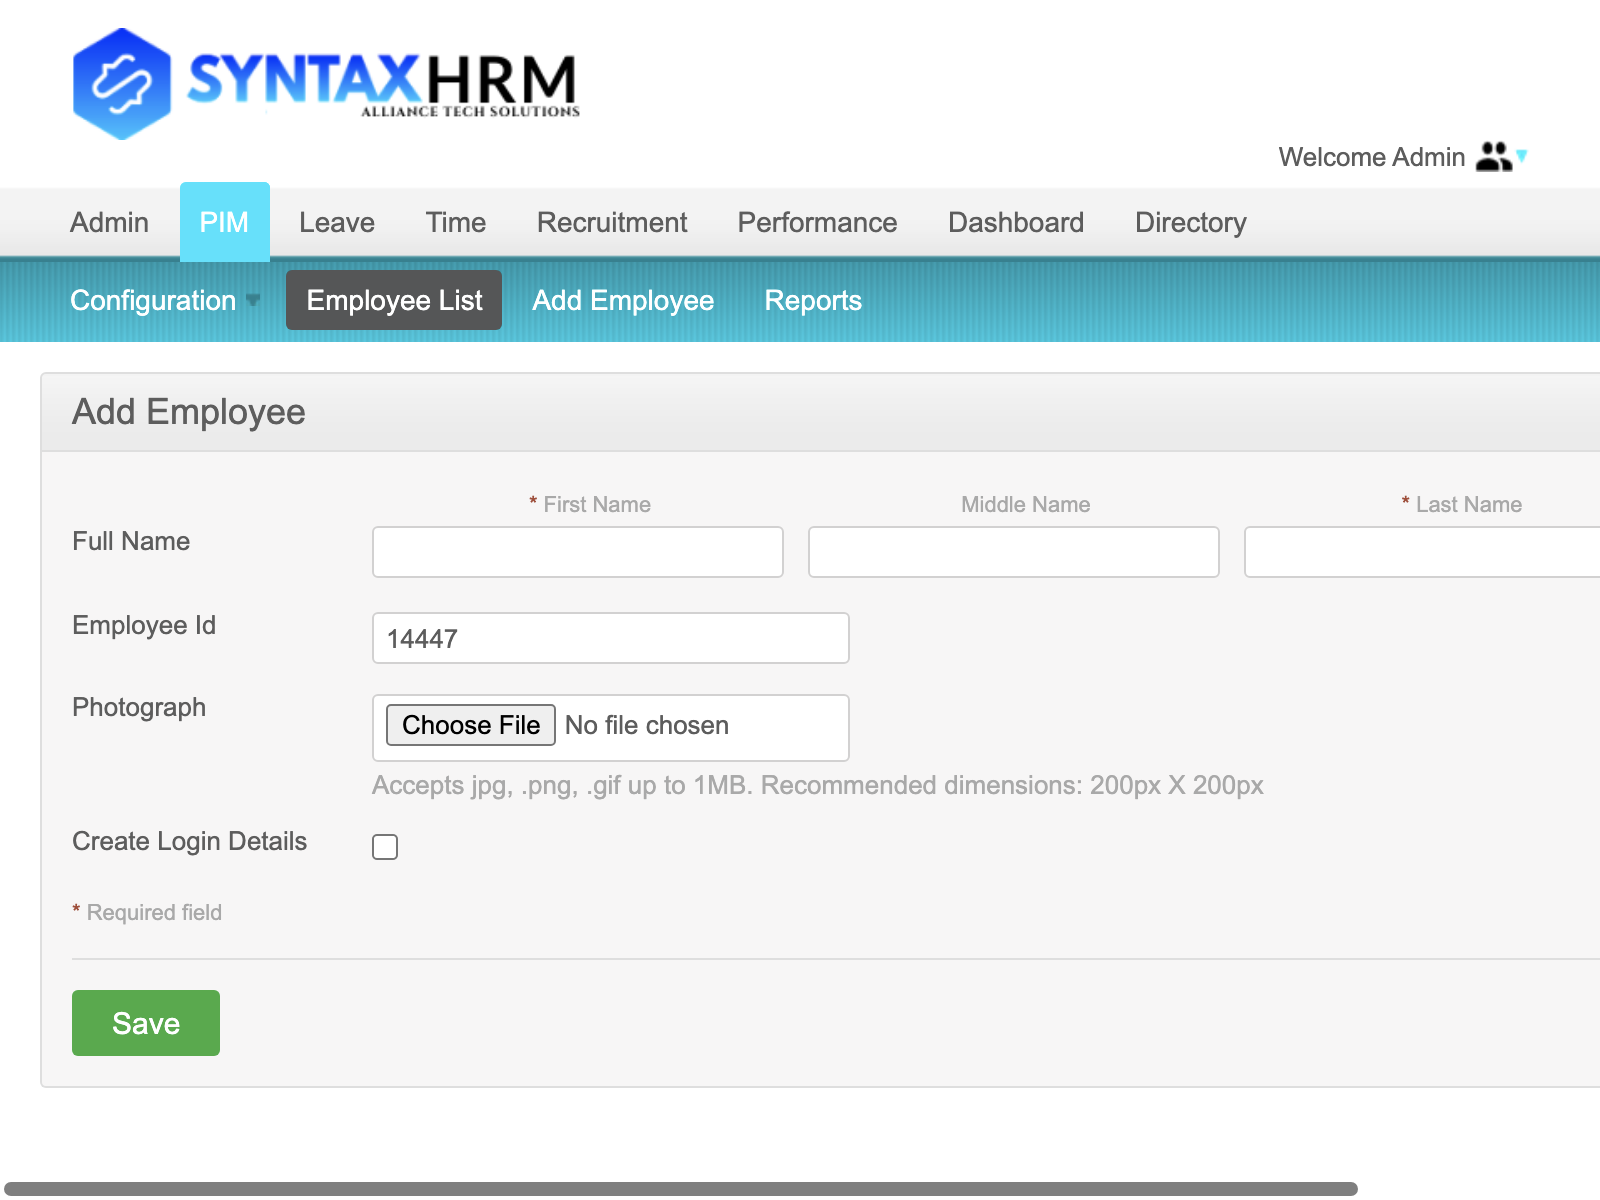 SYNTAXHRM
ALLIANCE TECH SOLUTIONS
Welcome Admin
Admin PIM Leave Time Recruitment Performance Dashboard Directory
Configuration Employee List Add Employee Reports
Add Employee
* First Name Middle Name * Last Name
Full Name
Employee Id 14447
Photograph Choose File No file chosen
Accepts jpg, .png, .gif up to 1MB. Recommended dimensions: 200px X 200px
Create Login Details
* Required field
Save